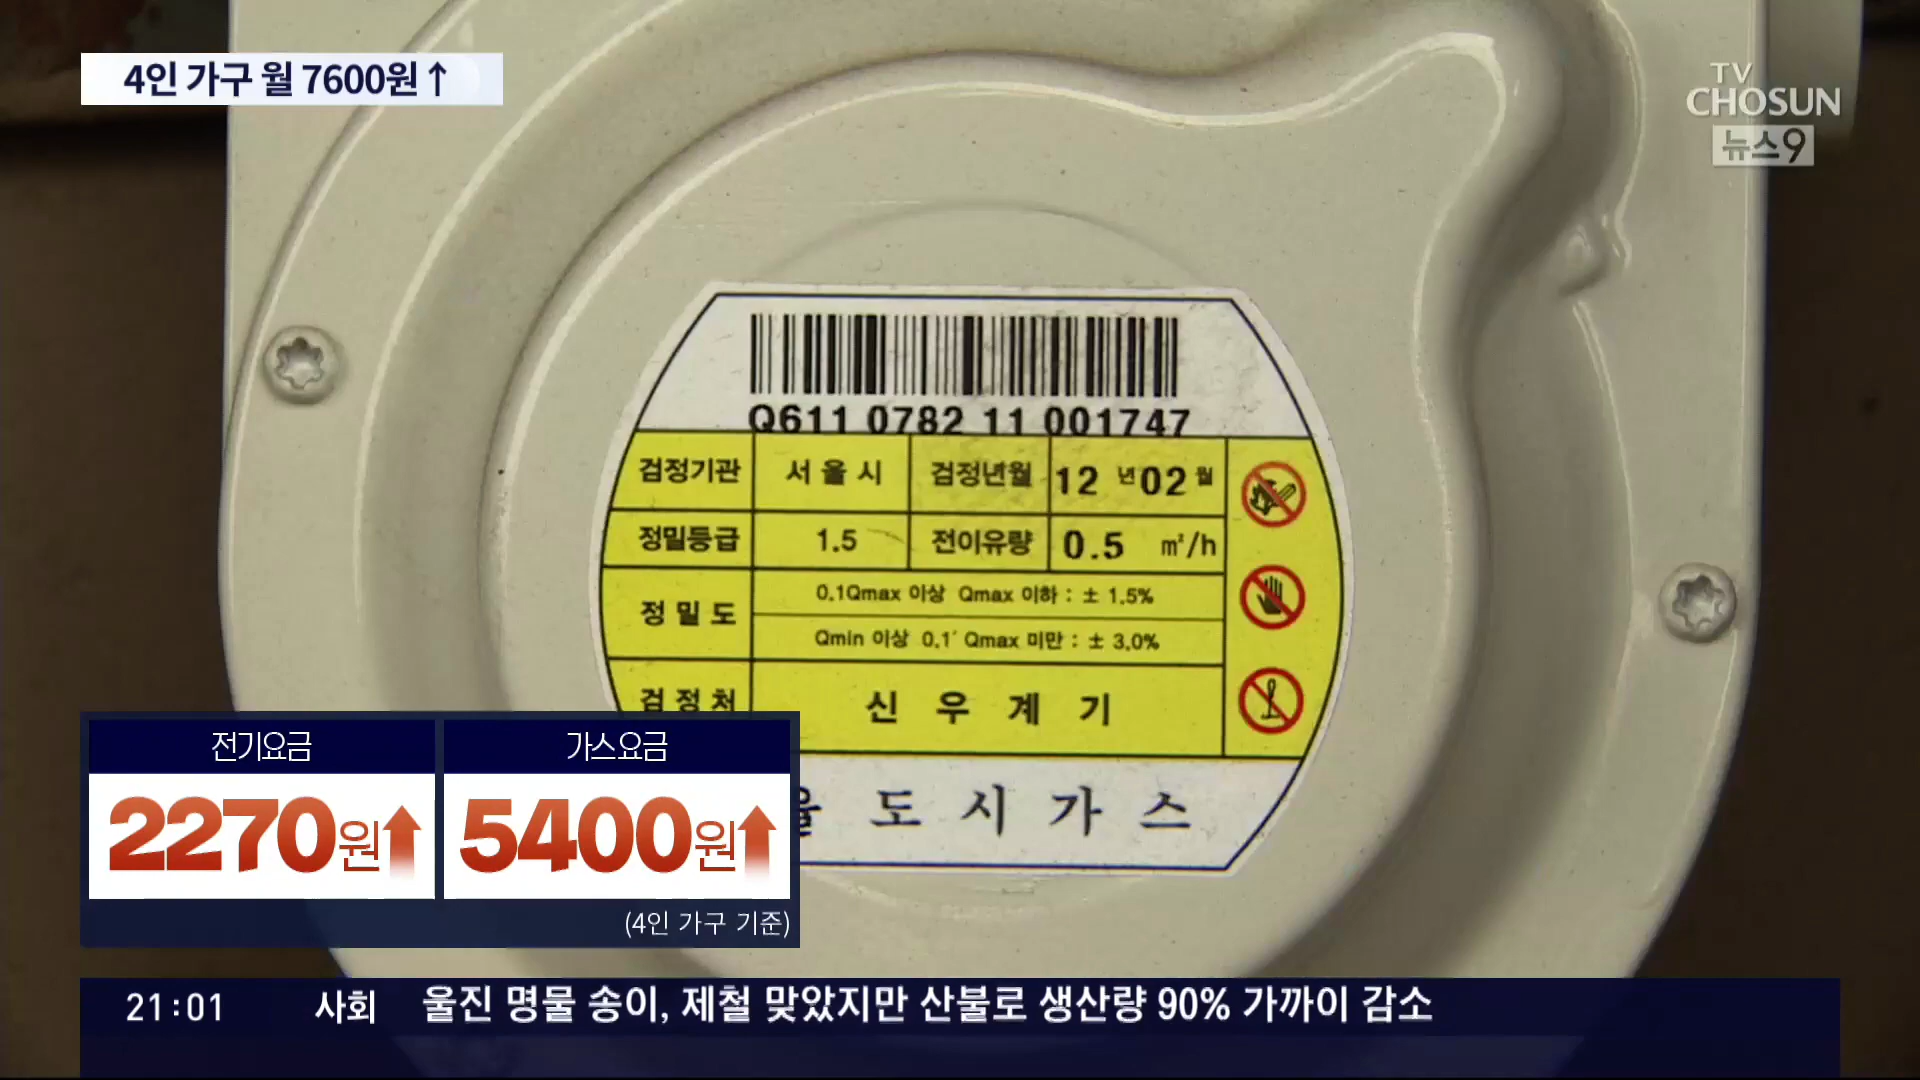 4인 가구 월 7600원↑
TV
CHOSUN
뉴스9
Q611 0782 11 001747
검정기관 서울시 검정년월 12년 02월
정밀등급 1.5 전이유량 0.5 ㎥/h
정밀도
0.1Qmax 이상 Qmax 이하 : ± 1.5%
Qmin 이상 0.1 Qmax 미만 : ± 3.0%
검정처 신우계기
울 도시가스
전기요금 가스요금
2270원↑ 5400원↑
(4인 가구 기준)
21:01 사회 울진 명물 송이, 제철 맞았지만 산불로 생산량 90% 가까이 감소